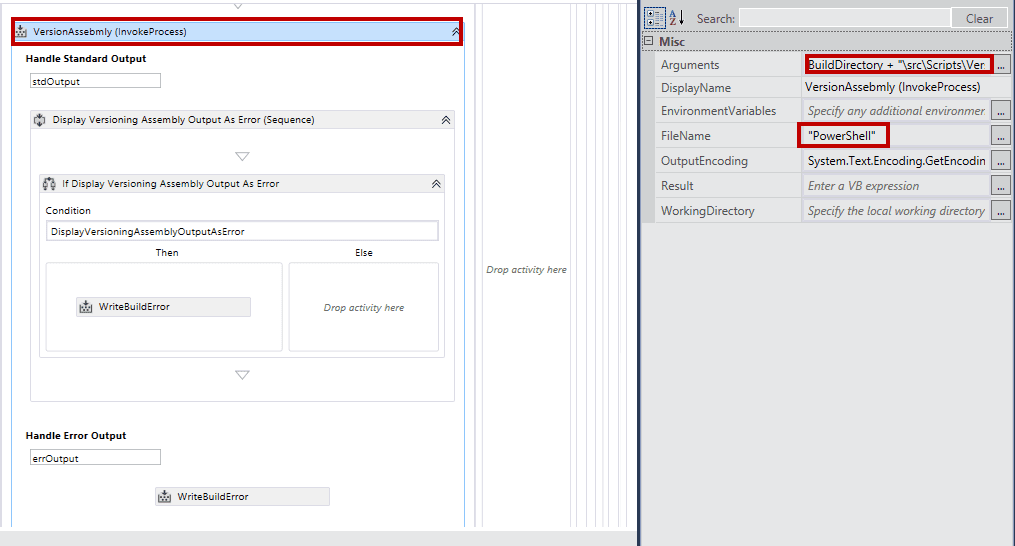 VersionAssebmly (InvokeProcess)
Handle Standard Output
stdOutput
Display Versioning Assembly Output As Error (Sequence)
If Display Versioning Assembly Output As Error
Condition
DisplayVersioningAssemblyOutputAsError
Then Else
WriteBuildError
Drop activity here
Handle Error Output
errOutput
WriteBuildError
Drop activity here
Search: Clear
Misc
Arguments BuildDirectory + "\src\Scripts\Ver ...
DisplayName VersionAssebmly (InvokeProcess)
EnvironmentVariables Specify any additional environmer ...
FileName "PowerShell" ...
OutputEncoding System.Text.Encoding.GetEncodin ...
Result Enter a VB expression ...
WorkingDirectory Specify the local working directory ...